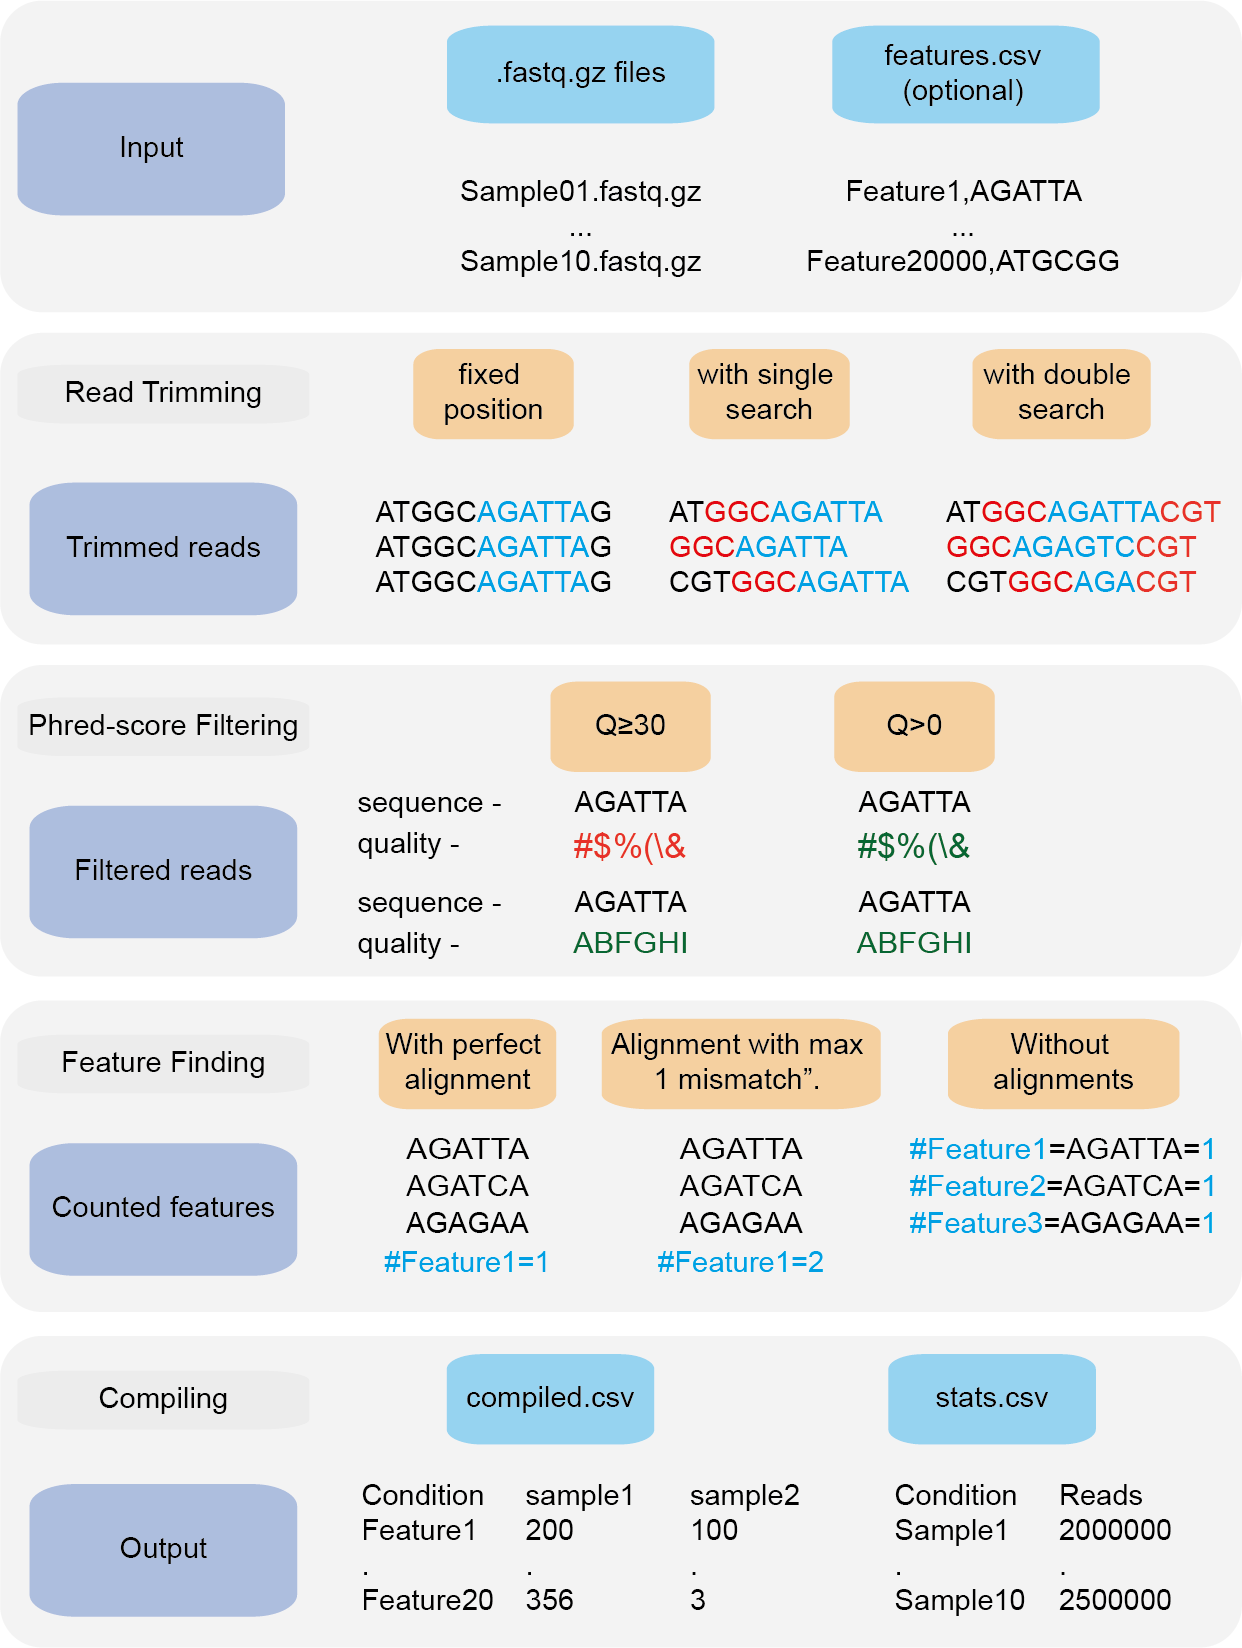 Input
.fastq.gz files
Sample01.fastq.gz
...
Sample10.fastq.gz
features.csv
(optional)
Feature1,AGATTA
...
Feature20000,ATGCGG
Read Trimming
Trimmed reads
fixed
position
ATGGCAGATTAG
ATGGCAGATTAG
ATGGCAGATTAG
with single
search
ATGGCAGATTA
GGCAGATTA
CGTGGCAGATTA
with double
search
ATGGCAGATTACGT
GGCAGAGTCCGT
CGTGGCAGACGT
Phred-score Filtering
Filtered reads
Q≥30
Q>0
sequence - AGATTA AGATTA
quality - #$%(\& #$%(\&
sequence - AGATTA AGATTA
quality - ABFGHI ABFGHI
Feature Finding
Counted features
With perfect
alignment
AGATTA
AGATCA
AGAGAA
#Feature1=1
Alignment with max
1 mismatch”.
AGATTA
AGATCA
AGAGAA
#Feature1=2
Without
alignments
#Feature1=AGATTA=1
#Feature2=AGATCA=1
#Feature3=AGAGAA=1
Compiling
Output
compiled.csv
Condition sample1 sample2
Feature1 200 100
. . .
Feature20 356 3
stats.csv
Condition Reads
Sample1 2000000
. .
Sample10 2500000